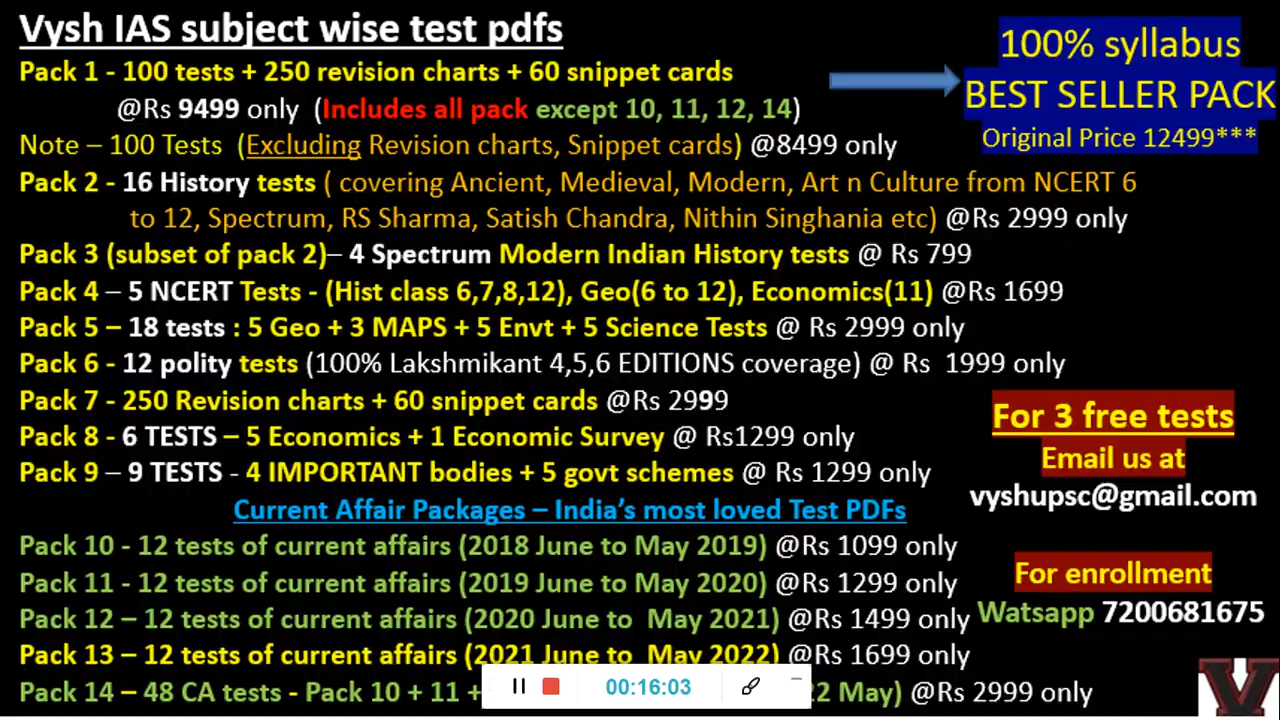 Vysh IAS subject wise test pdfs
Pack 1 - 100 tests + 250 revision charts + 60 snippet cards
@Rs 9499 only (Includes all pack except 10, 11, 12, 14)
100% syllabus
BEST SELLER PACK
Original Price 12499***
Note – 100 Tests (Excluding Revision charts, Snippet cards) @8499 only
Pack 2 - 16 History tests ( covering Ancient, Medieval, Modern, Art n Culture from NCERT 6
to 12, Spectrum, RS Sharma, Satish Chandra, Nithin Singhania etc) @Rs 2999 only
Pack 3 (subset of pack 2)– 4 Spectrum Modern Indian History tests @ Rs 799
Pack 4 – 5 NCERT Tests - (Hist class 6,7,8,12), Geo(6 to 12), Economics(11) @Rs 1699
Pack 5 – 18 tests : 5 Geo + 3 MAPS + 5 Envt + 5 Science Tests @ Rs 2999 only
Pack 6 - 12 polity tests (100% Lakshmikant 4,5,6 EDITIONS coverage) @ Rs 1999 only
Pack 7 - 250 Revision charts + 60 snippet cards @Rs 2999
Pack 8 - 6 TESTS – 5 Economics + 1 Economic Survey @ Rs1299 only
Pack 9 – 9 TESTS - 4 IMPORTANT bodies + 5 govt schemes @ Rs 1299 only
For 3 free tests
Email us at
vyshupsc@gmail.com
Current Affair Packages – India’s most loved Test PDFs
Pack 10 - 12 tests of current affairs (2018 June to May 2019) @Rs 1099 only
Pack 11 - 12 tests of current affairs (2019 June to May 2020) @Rs 1299 only
Pack 12 – 12 tests of current affairs (2020 June to May 2021) @Rs 1499 only
Pack 13 – 12 tests of current affairs (2021 June to May 2022) @Rs 1699 only
Pack 14 – 48 CA tests - Pack 10 + 11 + 22 May) @Rs 2999 only
For enrollment
Watsapp 7200681675
00:16:03
V